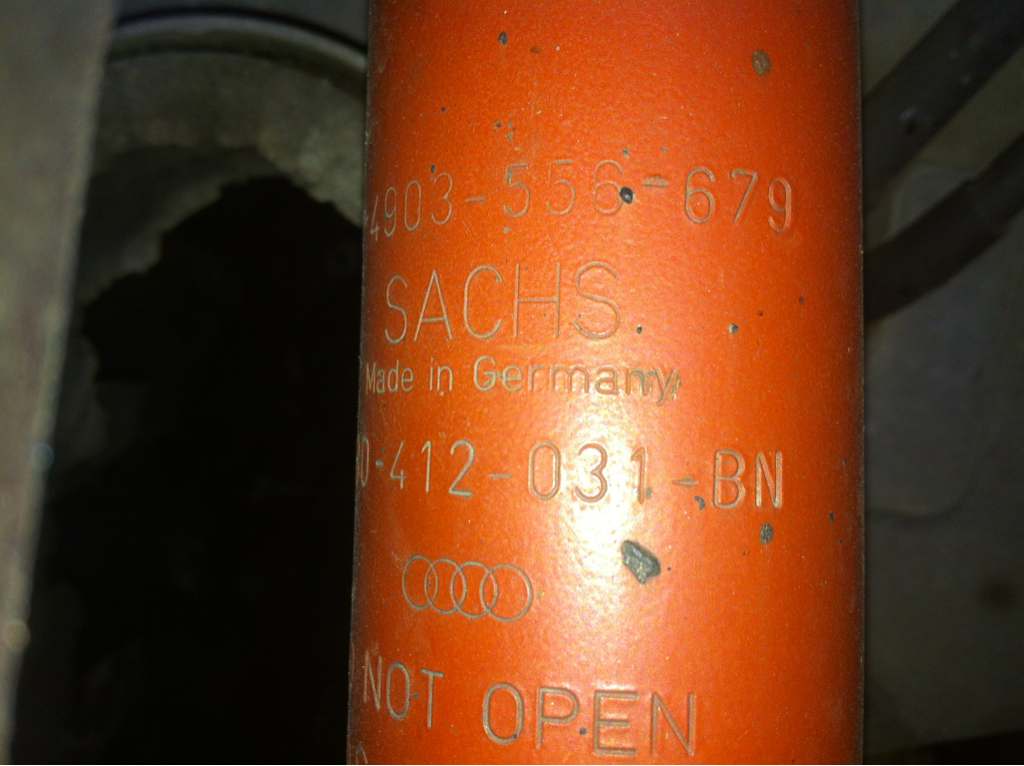 4903-556-679
SACHS
Made in Germany
0-412-031-BN
NOT OPEN